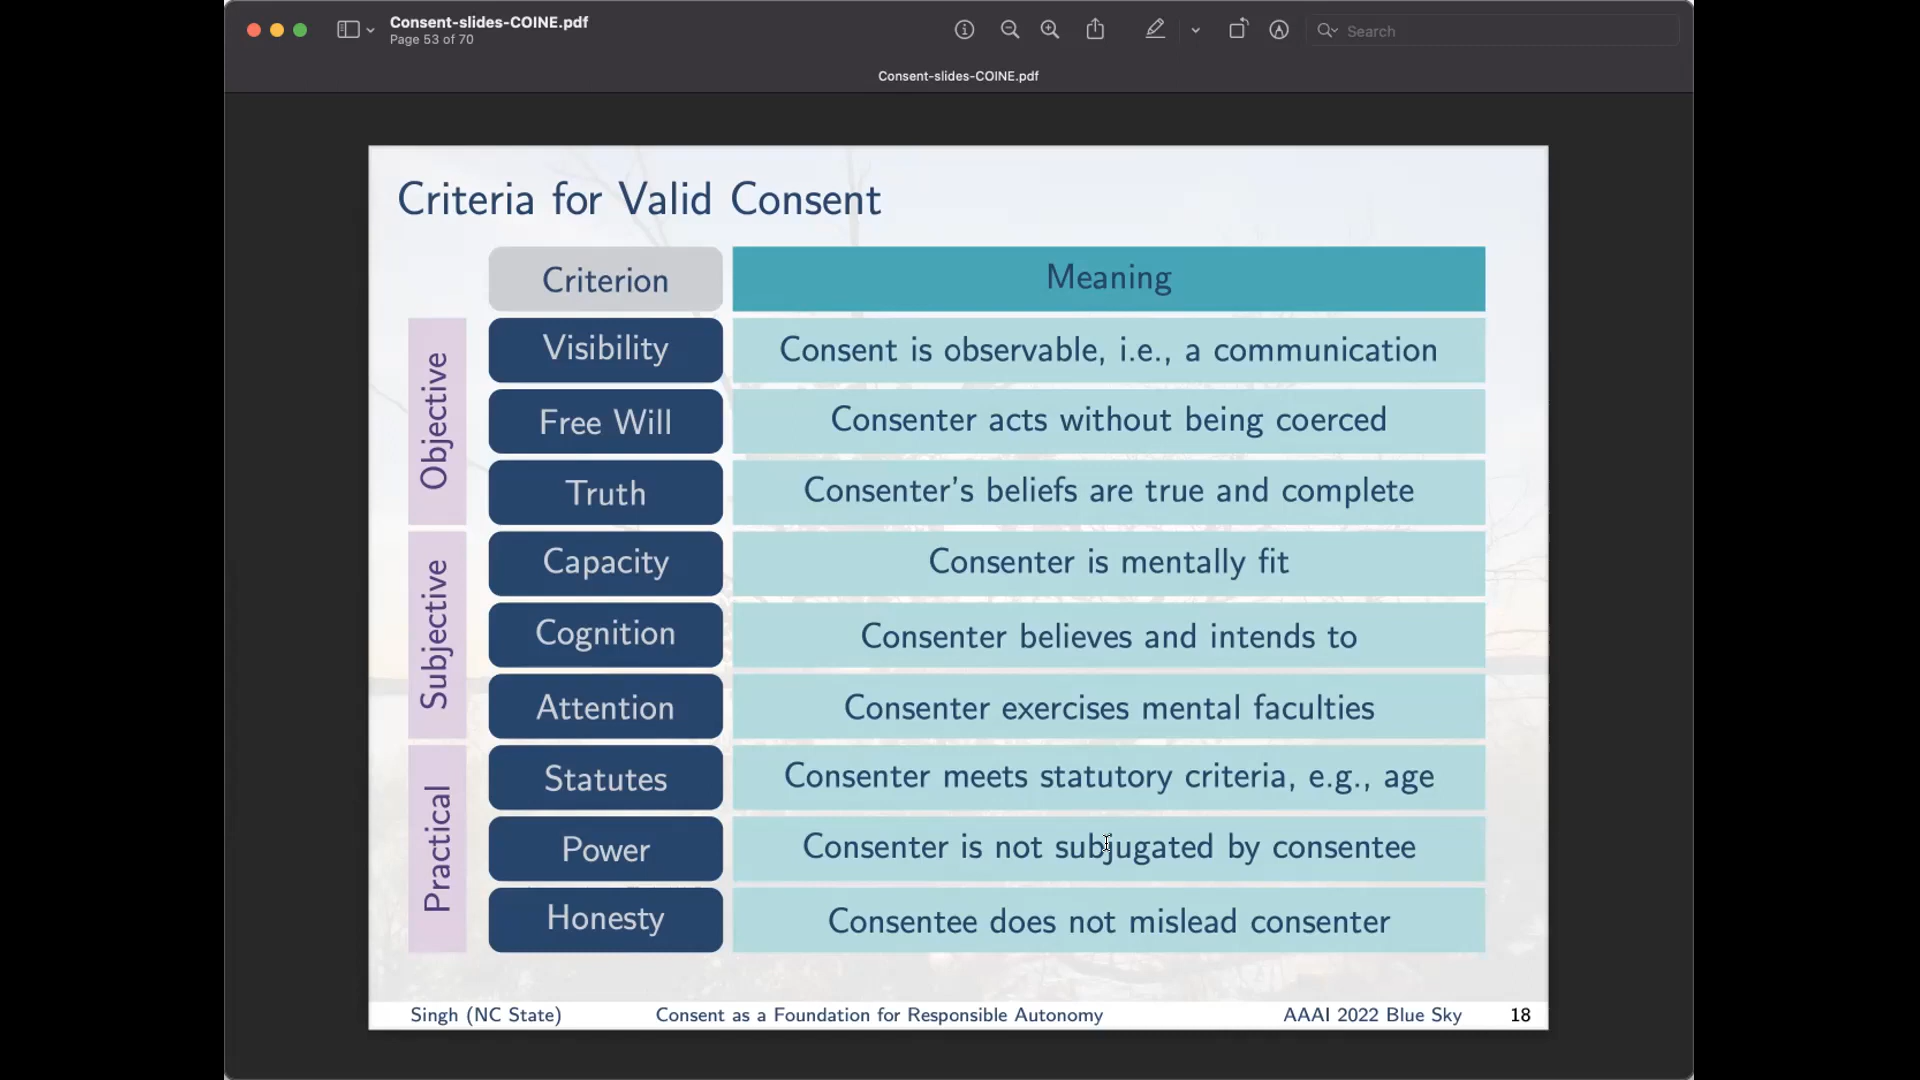 Consent-slides-COINE.pdf
Page 53 of 70
Search
Consent-slides-COINE.pdf
Criteria for Valid Consent
Criterion Meaning
Objective
Visibility Consent is observable, i.e., a communication
Free Will Consenter acts without being coerced
Truth Consenter's beliefs are true and complete
Subjective
Capacity Consenter is mentally fit
Cognition Consenter believes and intends to
Attention Consenter exercises mental faculties
Practical
Statutes Consenter meets statutory criteria, e.g., age
Power Consenter is not subjugated by consentee
Honesty Consentee does not mislead consenter
Singh (NC State) Consent as a Foundation for Responsible Autonomy AAAI 2022 Blue Sky 18